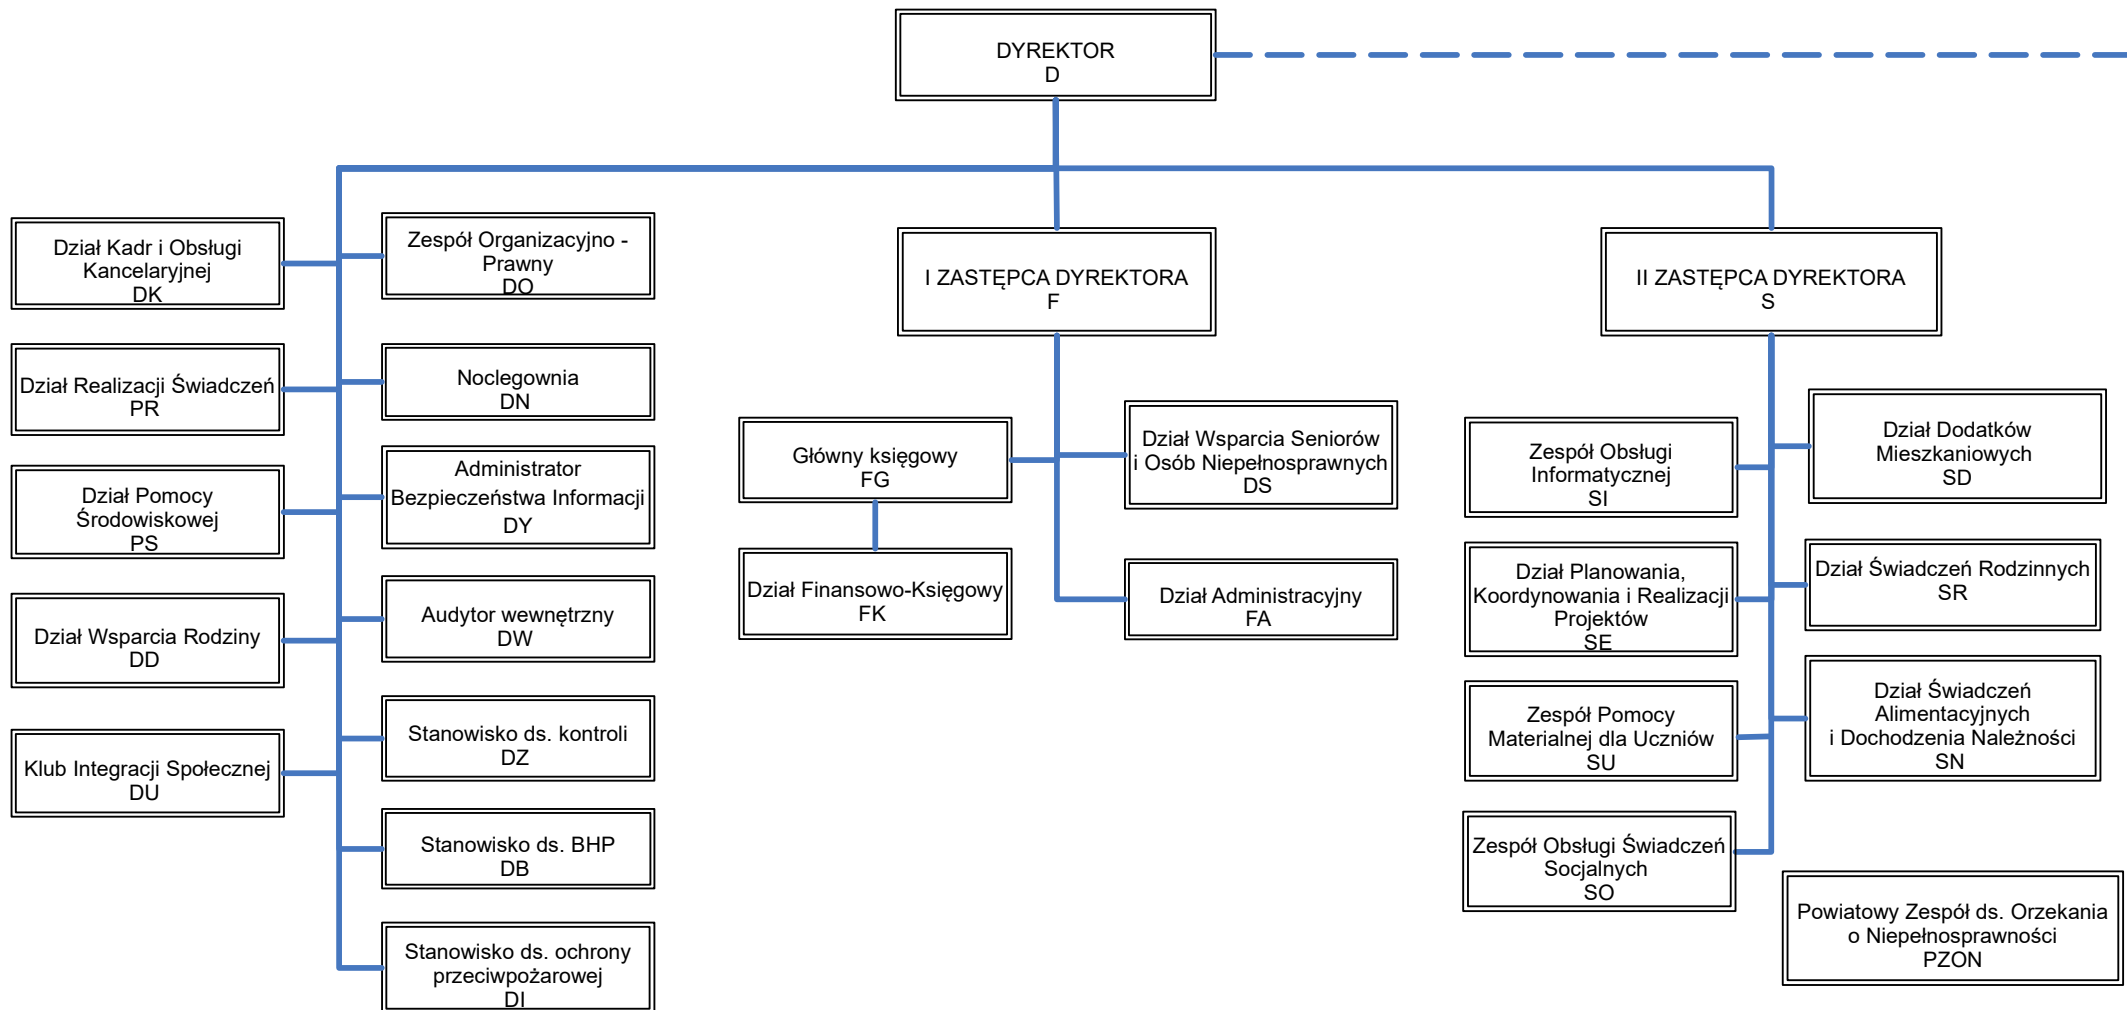 DYREKTOR
D
Dział Kadr i Obsługi
Kancelaryjnej
DK
Dział Realizacji Świadczeń
PR
Dział Pomocy
Środowiskowej
PS
Dział Wsparcia Rodziny
DD
Klub Integracji Społecznej
DU
Zespół Organizacyjno -
Prawny
DO
Noclegownia
DN
Administrator
Bezpieczeństwa Informacji
DY
Audytor wewnętrzny
DW
Stanowisko ds. kontroli
DZ
Stanowisko ds. BHP
DB
Stanowisko ds. ochrony
przeciwpożarowej
DI
I ZASTĘPCA DYREKTORA
F
Główny księgowy
FG
Dział Finansowo-Księgowy
FK
Dział Wsparcia Seniorów
i Osób Niepełnosprawnych
DS
Dział Administracyjny
FA
II ZASTĘPCA DYREKTORA
S
Zespół Obsługi
Informatycznej
SI
Dział Planowania,
Koordynowania i Realizacji
Projektów
SE
Zespół Pomocy
Materialnej dla Uczniów
SU
Zespół Obsługi Świadczeń
Socjalnych
SO
Dział Dodatków
Mieszkaniowych
SD
Dział Świadczeń Rodzinnych
SR
Dział Świadczeń
Alimentacyjnych
i Dochodzenia Należności
SN
Powiatowy Zespół ds. Orzekania
o Niepełnosprawności
PZON